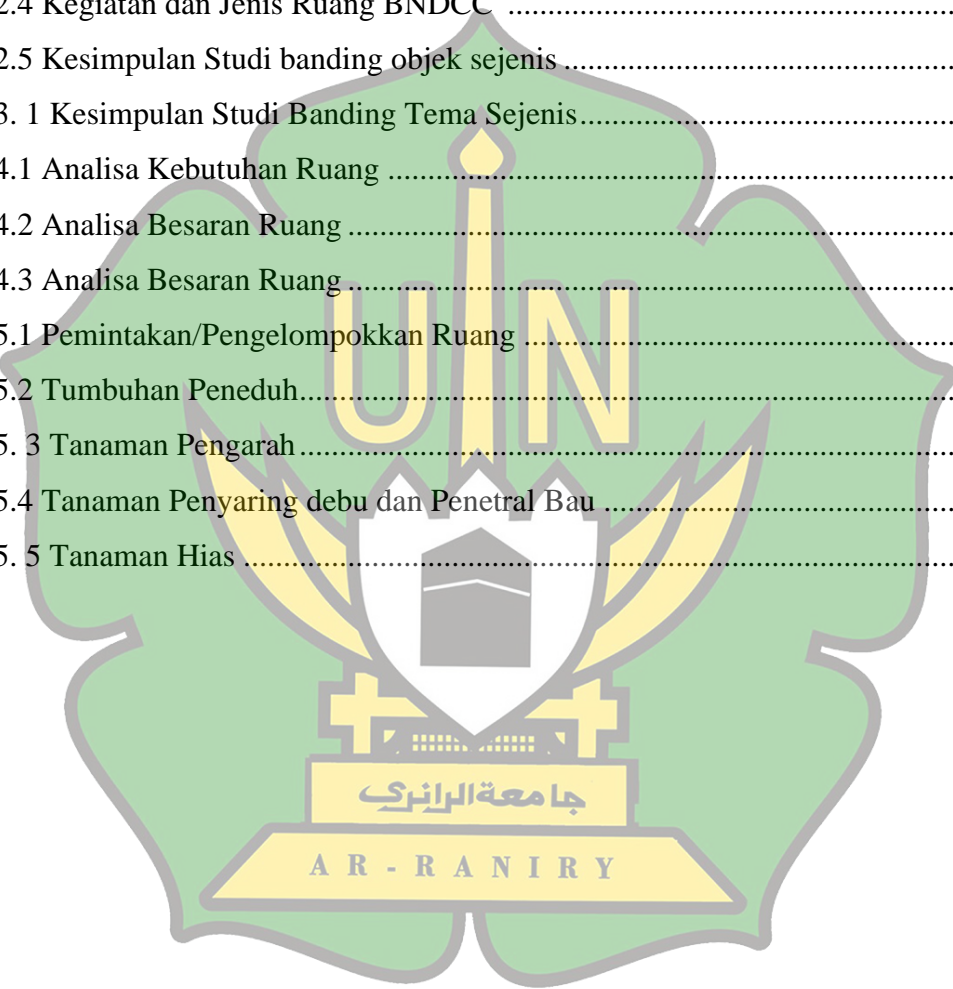 2.4 Kegiatan dan Jenis Ruang BNDCC ..................................................
2.5 Kesimpulan Studi banding objek sejenis ............................................
3. 1 Kesimpulan Studi Banding Tema Sejenis..........................................
4.1 Analisa Kebutuhan Ruang ................................................................
4.2 Analisa Besaran Ruang .....................................................................
4.3 Analisa Besaran Ruang .....................................................................
5.1 Pemintakan/Pengelompokkan Ruang ................................................
5.2 Tumbuhan Peneduh...........................................................................
5. 3 Tanaman Pengarah ...........................................................................
5.4 Tanaman Penyaring debu dan Penetral Bau ......................................
5. 5 Tanaman Hias ..................................................................................
UIN
جامعة الرانري
AR-RANIRY